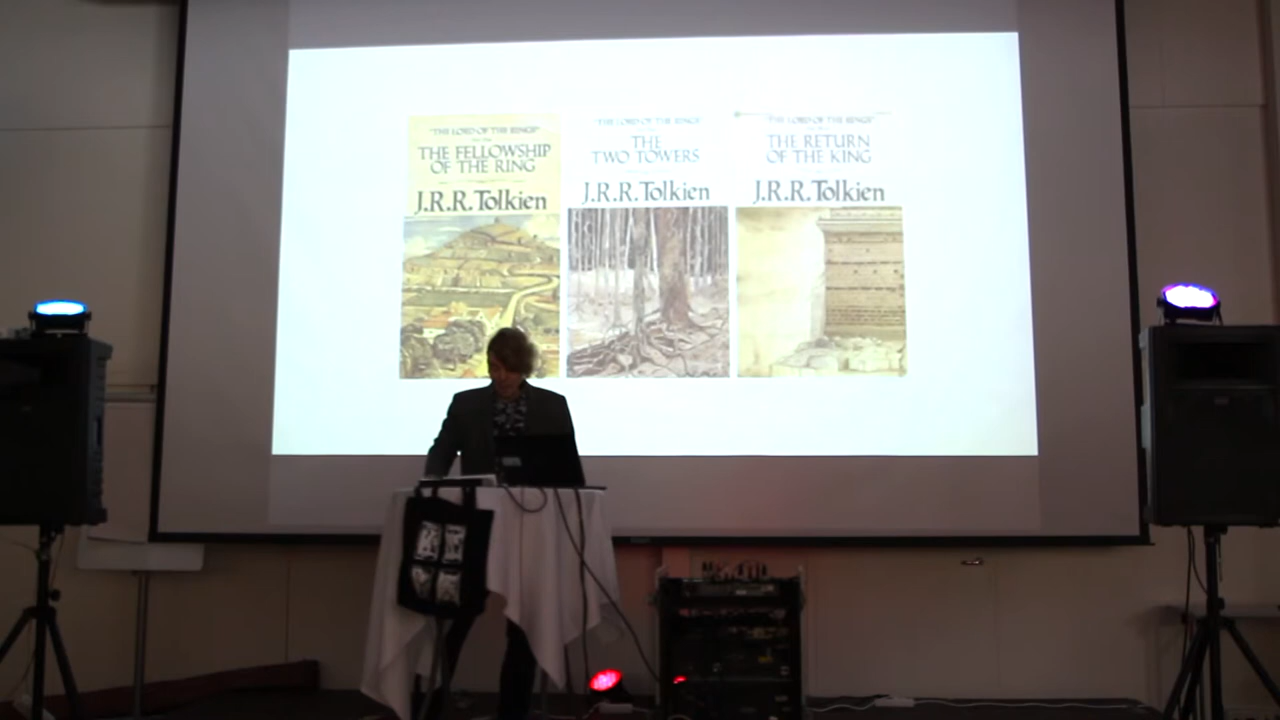 "THE LORD OF THE RINGS"
THE FELLOWSHIP
OF THE RING
J.R.R. Tolkien
"THE LORD OF THE RINGS"
THE
TWO TOWERS
J.R.R. Tolkien
"THE LORD OF THE RINGS"
THE RETURN
OF THE KING
J.R.R. Tolkien